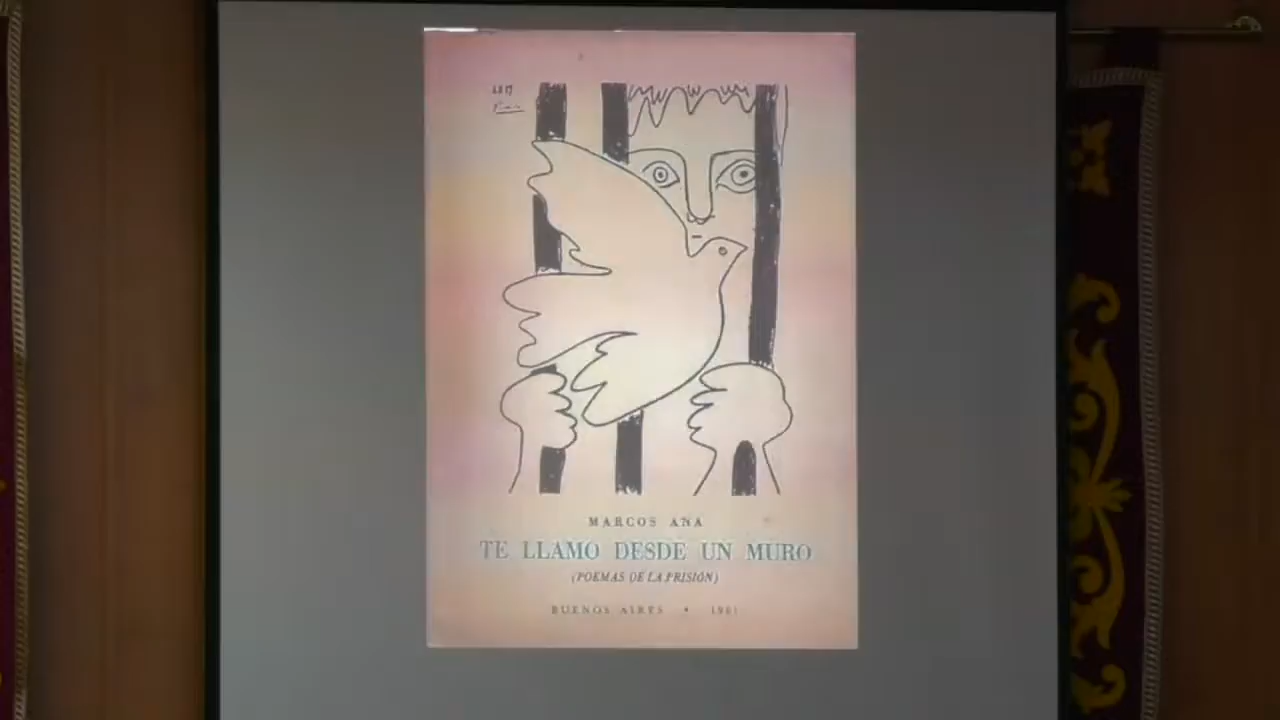 MARCOS ANA
TE LLAMO DESDE UN MURO
(POEMAS DE LA PRISIÓN)
BUENOS AIRES • 1961